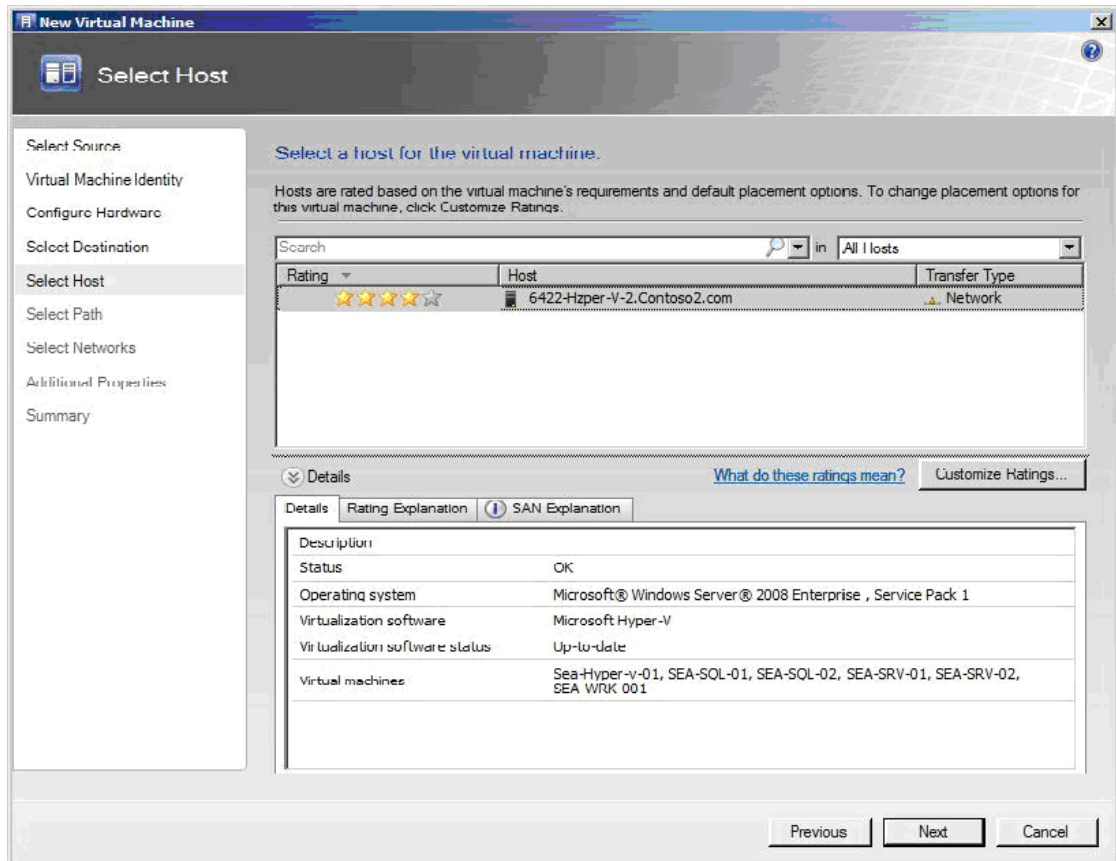 New Virtual Machine
Select Host
Select Source
Virtual Machine Identity
Configure Hardware
Select Destination
Select Host
Select Path
Select Networks
Additional Properties
Summary
Select a host for the virtual machine.
Hosts are rated based on the virtual machine's requirements and default placement options. To change placement options for
this virtual machine, click Customize Ratings.
Search in All Hosts
Rating Host Transfer Type
6422-Hzper-V-2.Contoso2.com Network
Details What do these ratings mean? Customize Ratings...
Details Rating Explanation SAN Explanation
Description
Status OK
Operating system Microsoft® Windows Server® 2008 Enterprise , Service Pack 1
Virtualization software Microsoft Hyper-V
Virtualization software status Up-to-date
Virtual machines Sea-Hyper-v-01, SEA-SQL-01, SEA-SQL-02, SEA-SRV-01, SEA-SRV-02,
SEA WRK 001
Previous Next Cancel